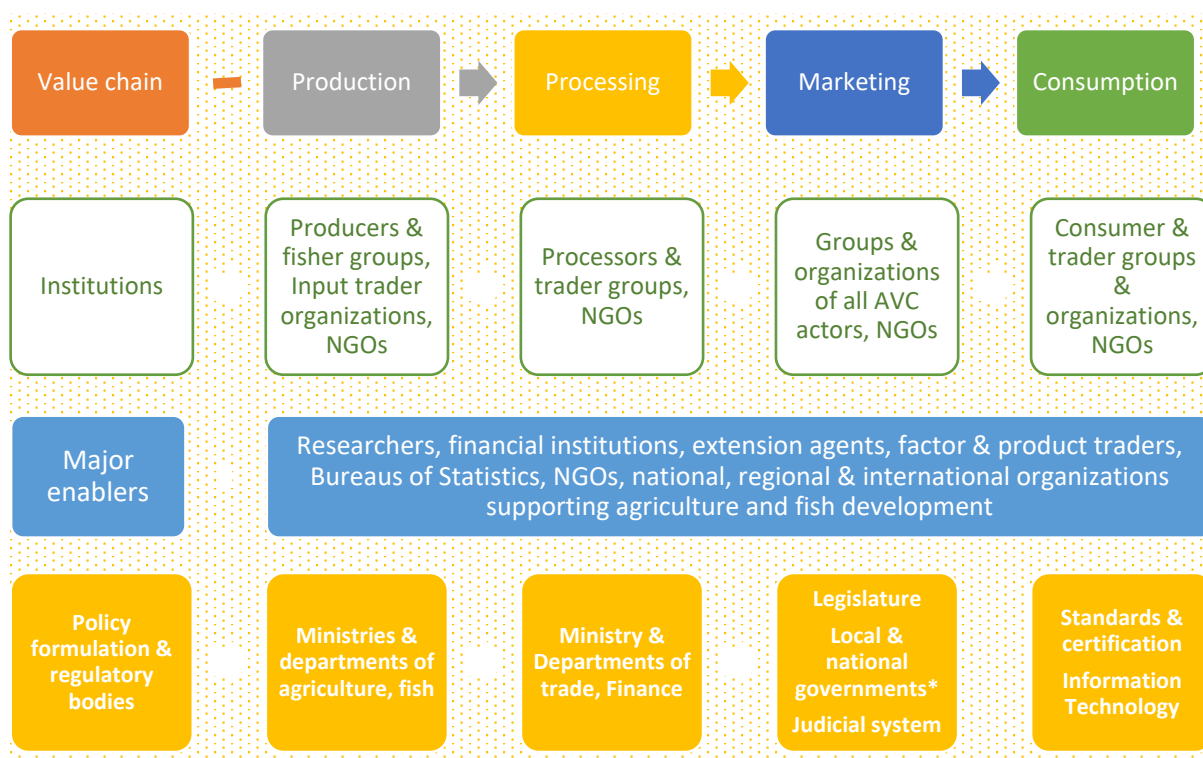 Value chain
Production
Processing
Marketing
Consumption
Institutions
Producers &
fisher groups,
Input trader
organizations,
NGOs
Processors &
trader groups,
NGOs
Groups &
organizations
of all AVC
actors, NGOs
Consumer &
trader groups
&
organizations,
NGOs
Major
enablers
Researchers, financial institutions, extension agents, factor & product traders,
Bureaus of Statistics, NGOs, national, regional & international organizations
supporting agriculture and fish development
Policy
formulation &
regulatory
bodies
Ministries &
departments of
agriculture, fish
Ministry &
Departments of
trade, Finance
Legislature
Local &
national
governments*
Judicial system
Standards &
certification
Information
Technology